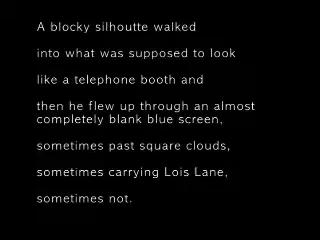 A blocky silhoutte walked
into what was supposed to look
like a telephone booth and
then he flew up through an almost
completely blank blue screen,
sometimes past square clouds,
sometimes carrying Lois Lane,
sometimes not.